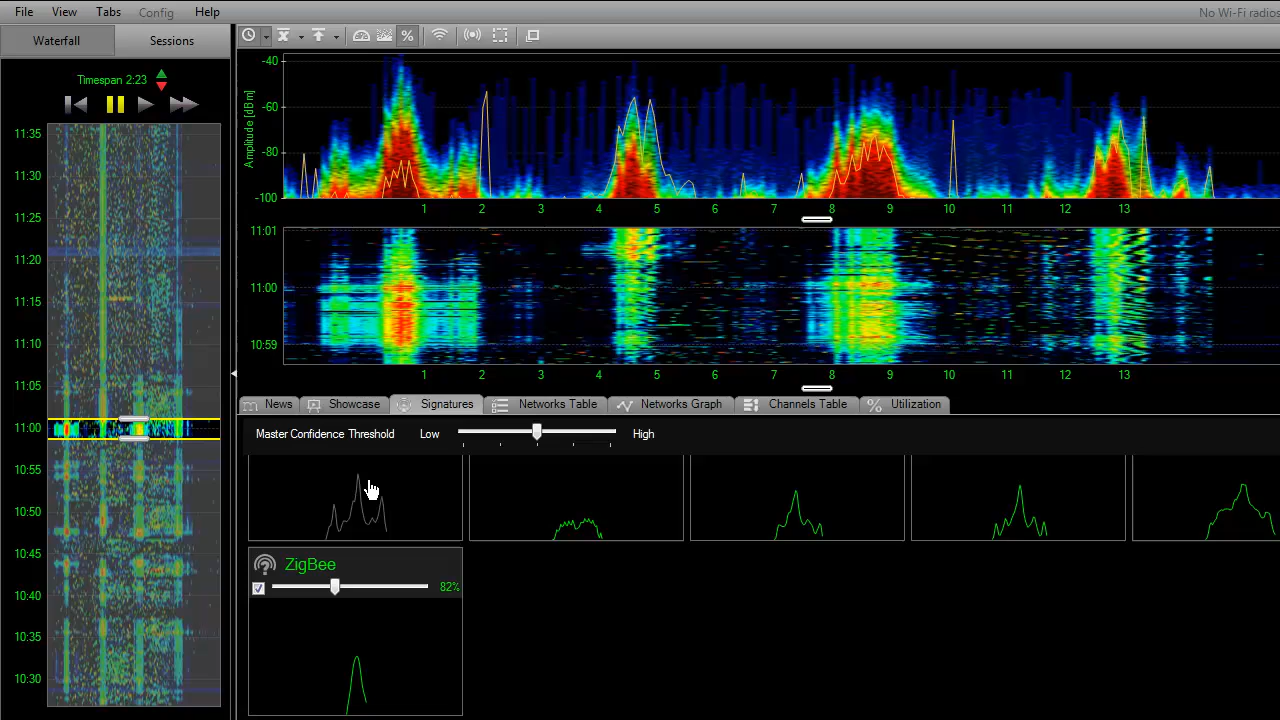 File View Tabs Config Help No Wi-Fi radios
Waterfall Sessions
%
Timespan 2:23
11:35
11:30
11:25
11:20
11:15
11:10
11:05
11:00
10:55
10:50
10:45
10:40
10:35
10:30
Amplitude [dBm]
-40
-60
-80
-100
1 2 3 4 5 6 7 8 9 10 11 12 13
11:01
11:00
10:59
1 2 3 4 5 6 7 8 9 10 11 12 13
News Showcase Signatures Networks Table Networks Graph Channels Table % Utilization
Master Confidence Threshold Low High
ZigBee
82%